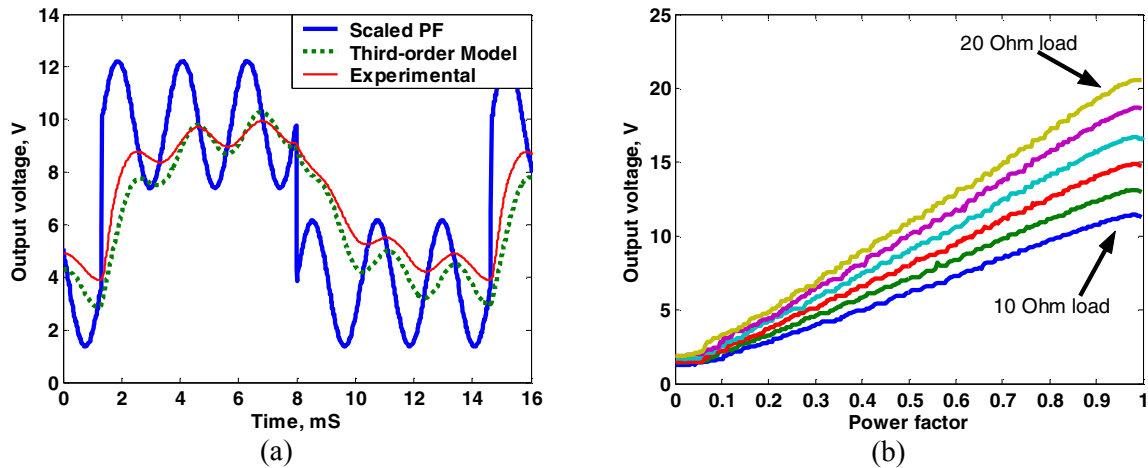 14
12
10
8
6
4
2
0
0 2 4 6 8 10 12 14 16
Output voltage, V
Time, mS
Scaled PF
Third-order Model
Experimental
(a)
25
20
15
10
5
0
0 0.1 0.2 0.3 0.4 0.5 0.6 0.7 0.8 0.9 1
Output voltage, V
Power factor
20 Ohm load
10 Ohm load
(b)